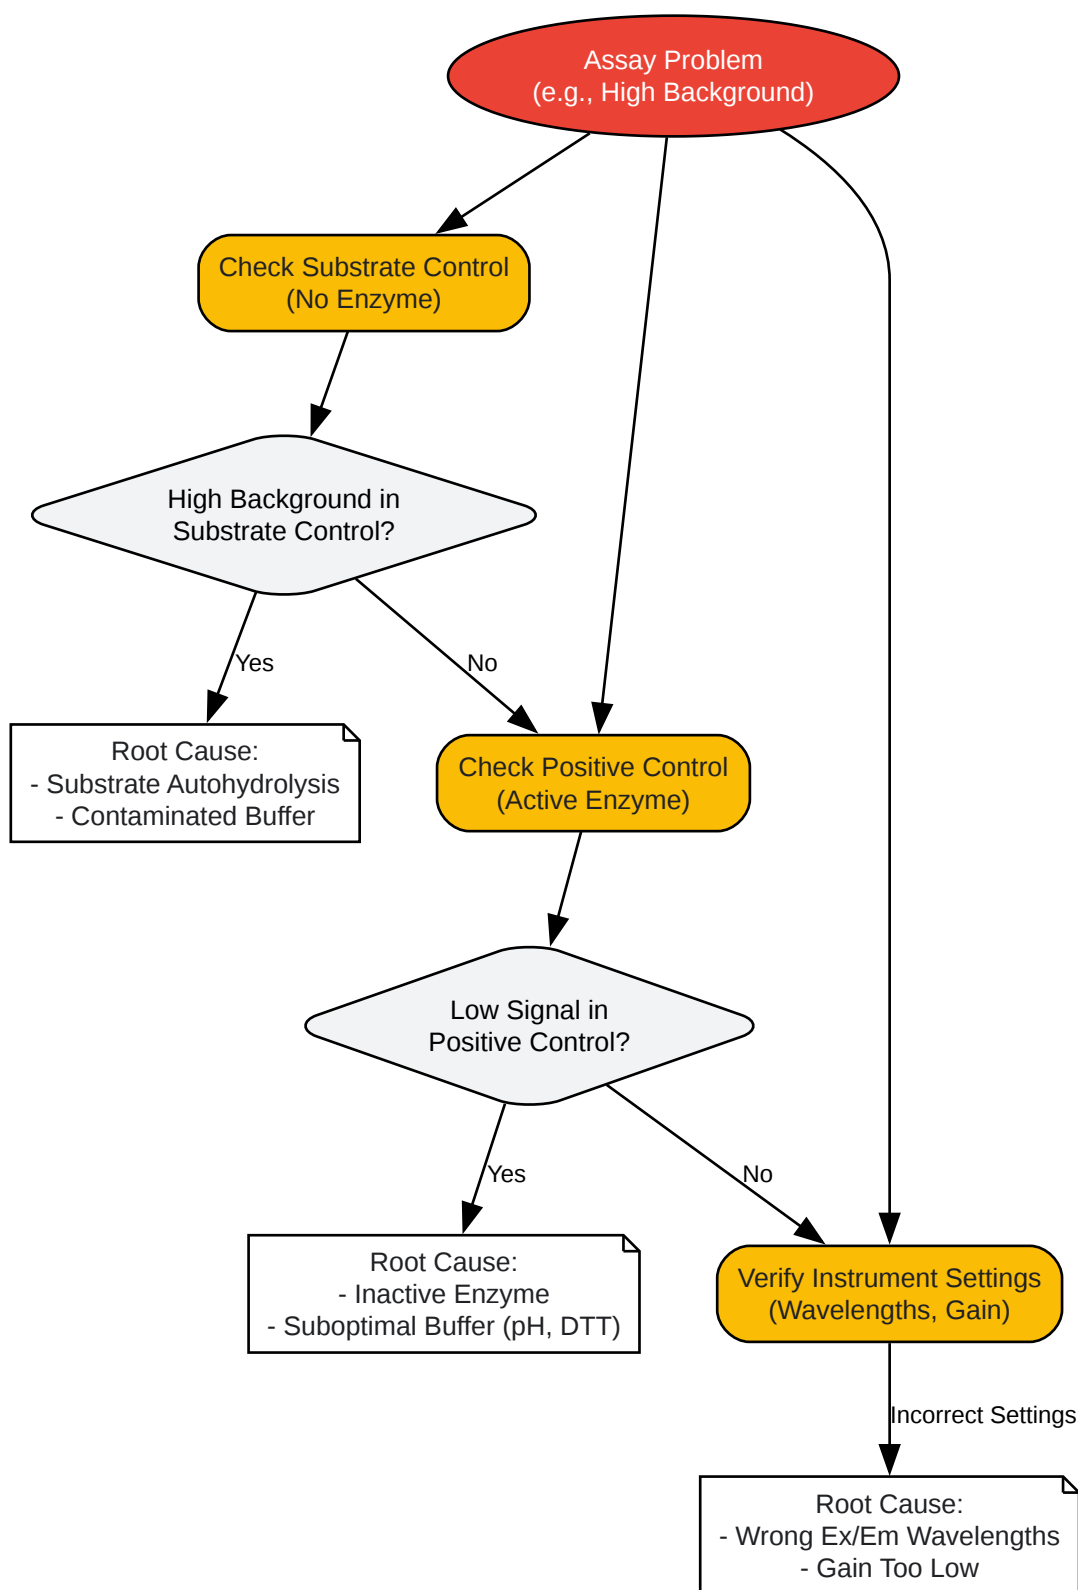 Assay Problem
(e.g., High Background)
Check Substrate Control
(No Enzyme)
High Background in
Substrate Control?
Yes
No
Root Cause:
- Substrate Autohydrolysis
- Contaminated Buffer
Check Positive Control
(Active Enzyme)
Low Signal in
Positive Control?
Yes
No
Root Cause:
- Inactive Enzyme
- Suboptimal Buffer (pH, DTT)
Verify Instrument Settings
(Wavelengths, Gain)
Incorrect Settings
Root Cause:
- Wrong Ex/Em Wavelengths
- Gain Too Low